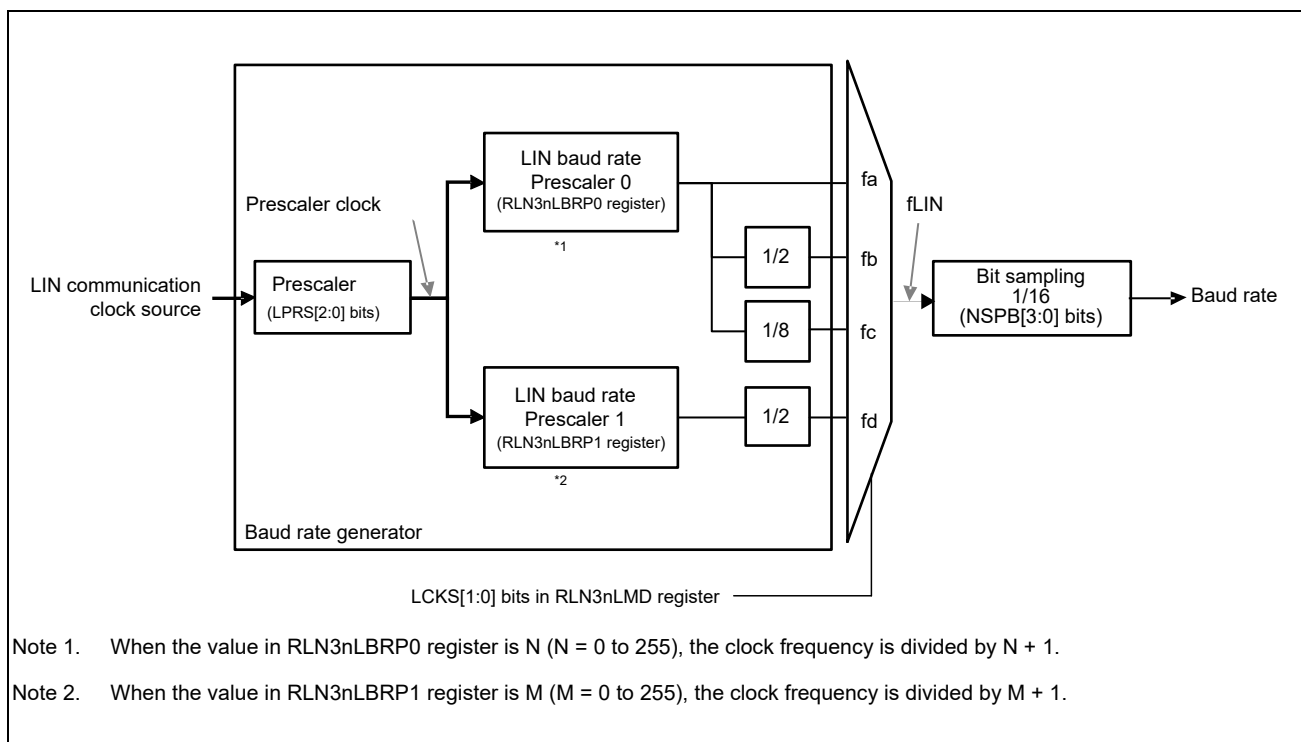 LIN communication
clock source
Prescaler clock
Prescaler
(LPRS[2:0] bits)
LIN baud rate
Prescaler 0
(RLN3nLBRP0 register)
*1
LIN baud rate
Prescaler 1
(RLN3nLBRP1 register)
*2
1/2
1/8
1/2
fa
fb
fc
fd
fLIN
Bit sampling
1/16
(NSPB[3:0] bits)
Baud rate
Baud rate generator
LCKS[1:0] bits in RLN3nLMD register
Note 1. When the value in RLN3nLBRP0 register is N (N = 0 to 255), the clock frequency is divided by N + 1.
Note 2. When the value in RLN3nLBRP1 register is M (M = 0 to 255), the clock frequency is divided by M + 1.